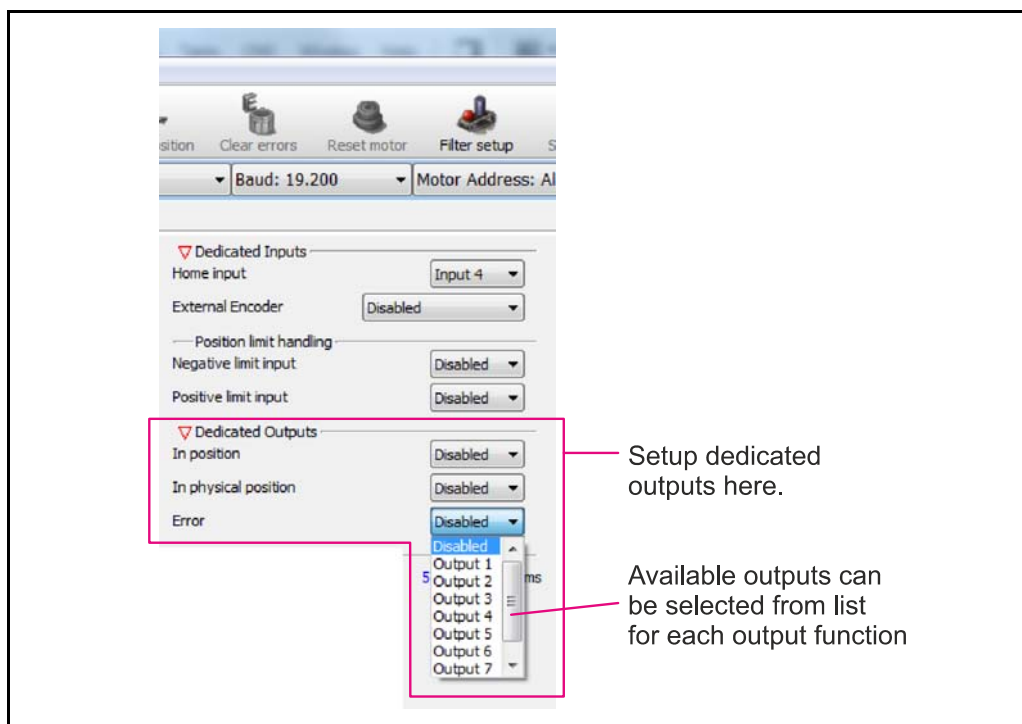 sition Clear errors Reset motor Filter setup S
Baud: 19.200 Motor Address: Al
Dedicated Inputs
Home input Input 4
External Encoder Disabled
Position limit handling
Negative limit input Disabled
Positive limit input Disabled
Dedicated Outputs
In position Disabled
In physical position Disabled
Error Disabled
Disabled
Output 1
5 Output 2 ms
Output 3
Output 4
Output 5
Output 6
Output 7
Setup dedicated
outputs here.
Available outputs can
be selected from list
for each output function